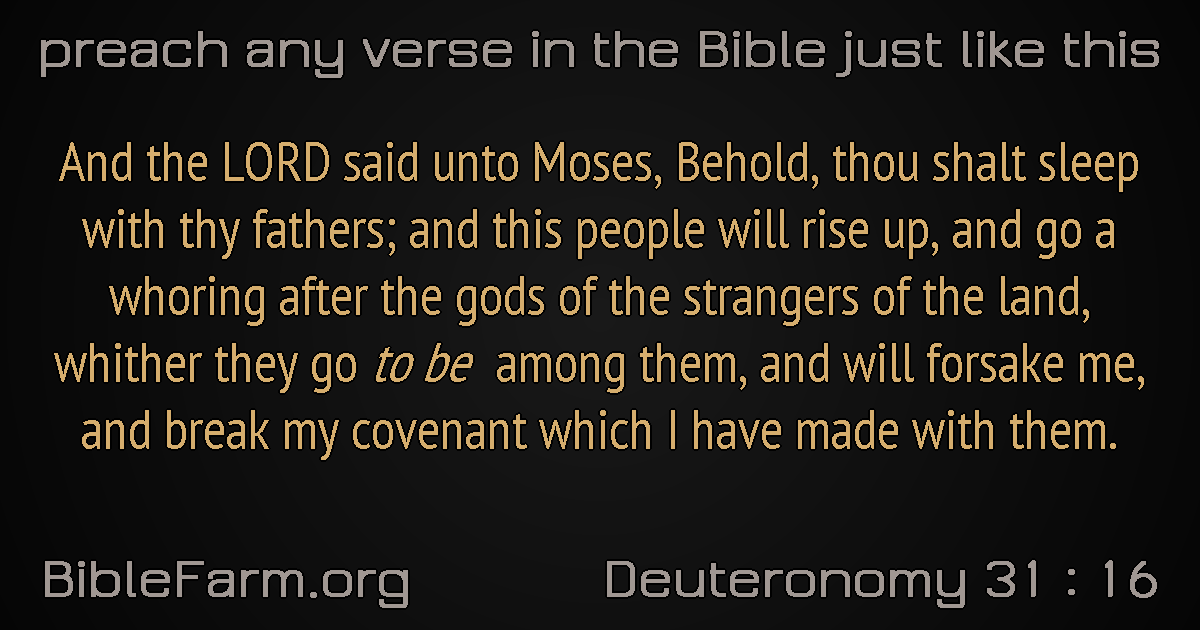 preach any verse in the Bible just like this
And the LORD said unto Moses, Behold, thou shalt sleep
with thy fathers; and this people will rise up, and go a
whoring after the gods of the strangers of the land,
whither they go to be among them, and will forsake me,
and break my covenant which I have made with them.
BibleFarm.org
Deuteronomy 31 : 16